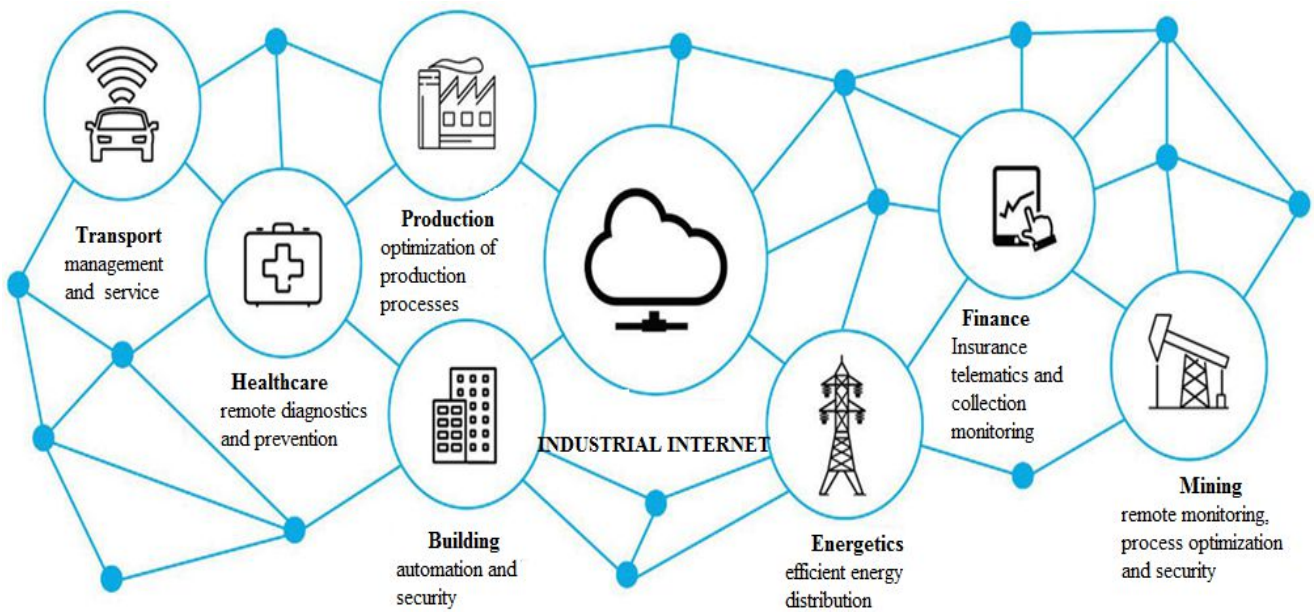 Transport
management
and service
Production
optimization of
production
processes
Healthcare
remote diagnostics
and prevention
INDUSTRIAL INTERNET
Finance
Insurance
telematics and
collection
monitoring
Building
automation and
security
Energetics
efficient energy
distribution
Mining
remote monitoring,
process optimization
and security